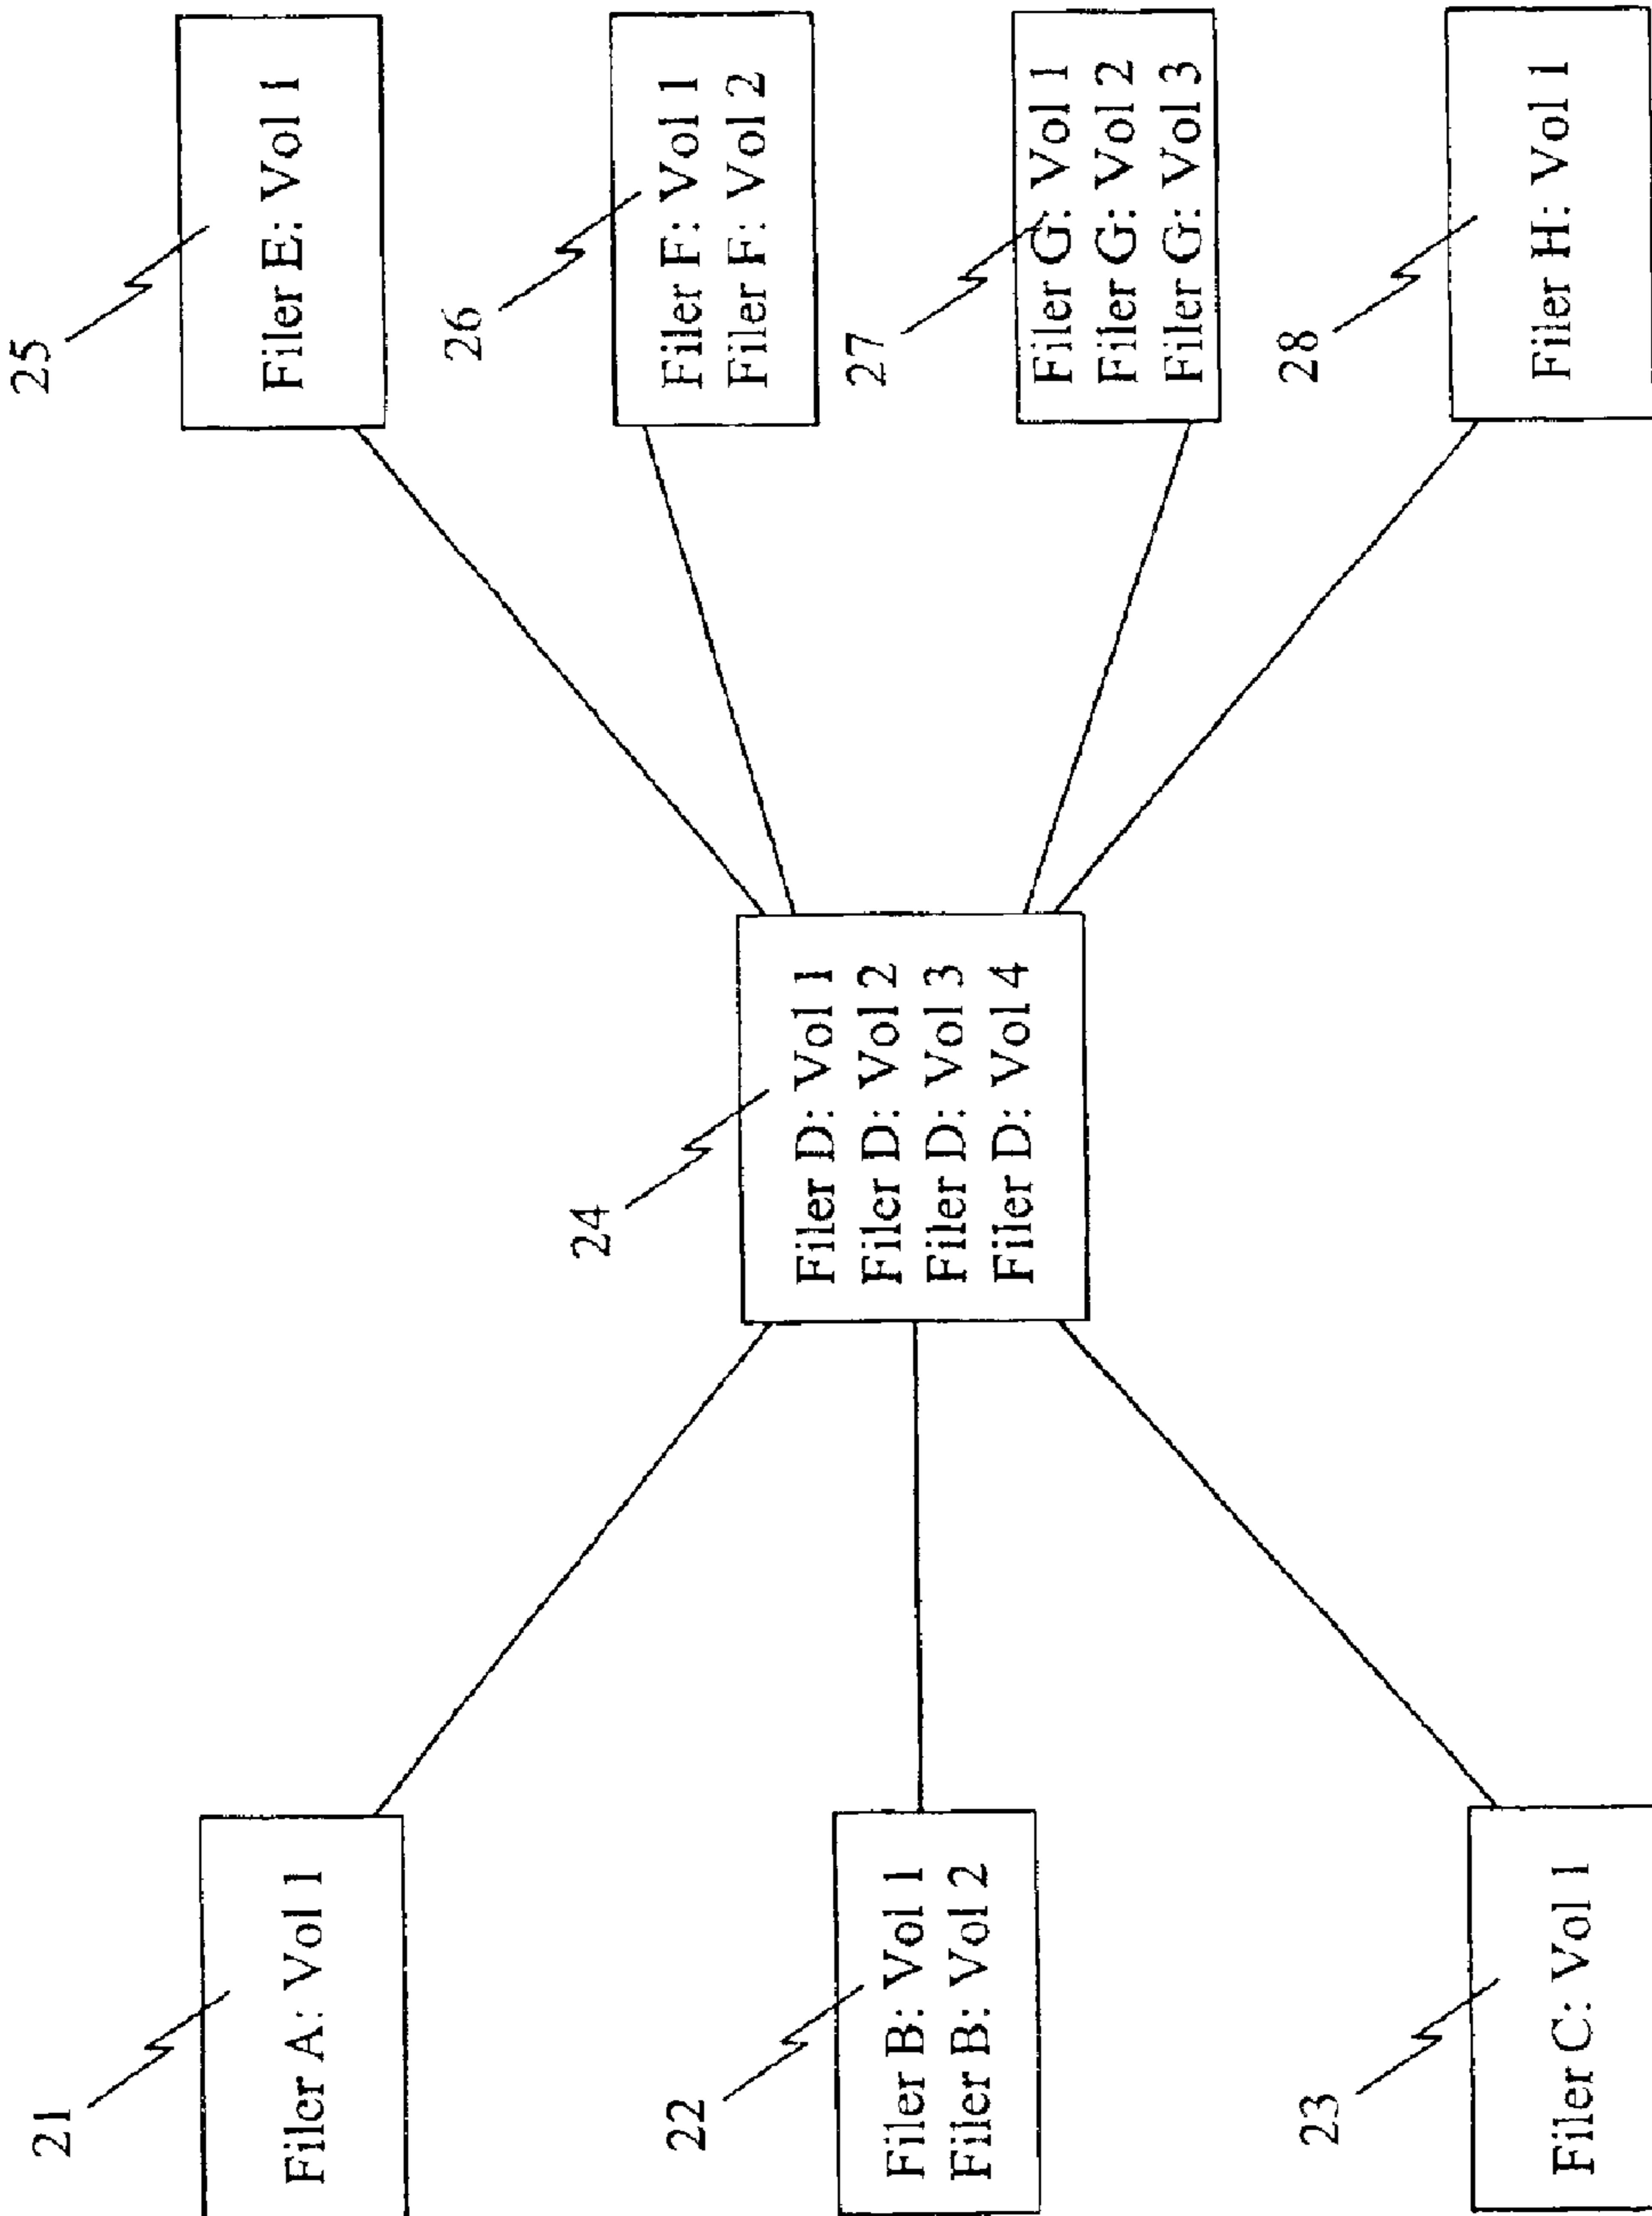 21
Filer A: Vol 1
22
Filer B: Vol 1
Filer B: Vol 2
23
Filer C: Vol 1
24
Filer D: Vol 1
Filer D: Vol 2
Filer D: Vol 3
Filer D: Vol 4
25
Filer E: Vol 1
26
Filer F: Vol 1
Filer F: Vol 2
27
Filer G: Vol 1
Filer G: Vol 2
Filer G: Vol 3
28
Filer H: Vol 1